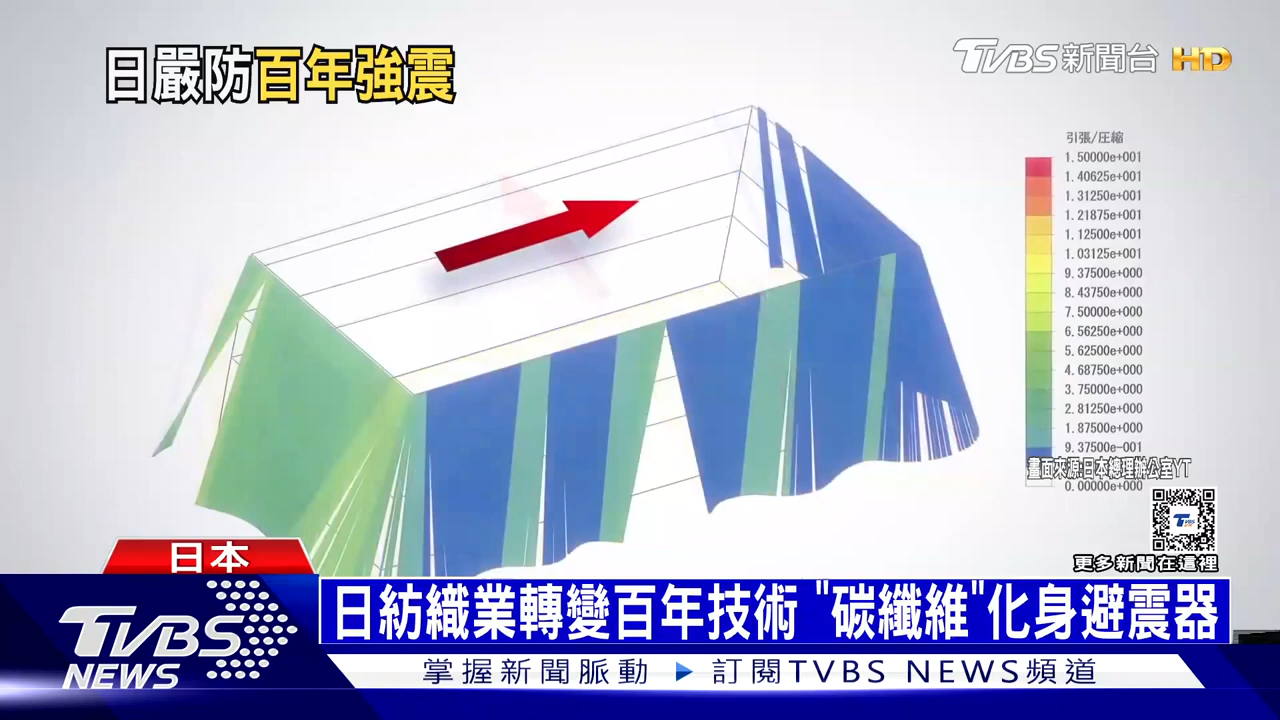 日嚴防百年強震
TVBS新聞台 HD
引張/圧縮
1.50000e+001
1.40625e+001
1.31250e+001
1.21875e+001
1.12500e+001
1.03125e+001
9.37500e+000
8.43750e+000
7.50000e+000
6.56250e+000
5.62500e+000
4.68750e+000
3.75000e+000
2.81250e+000
1.87500e+000
9.37500e-001
畫面來源:日本總理辦公室YT
0.00000e+000
TVBS
更多新聞在這裡
日本
日紡織業轉變百年技術 "碳纖維"化身避震器
TVBS NEWS
掌握新聞脈動 ▶ 訂閱TVBS NEWS頻道